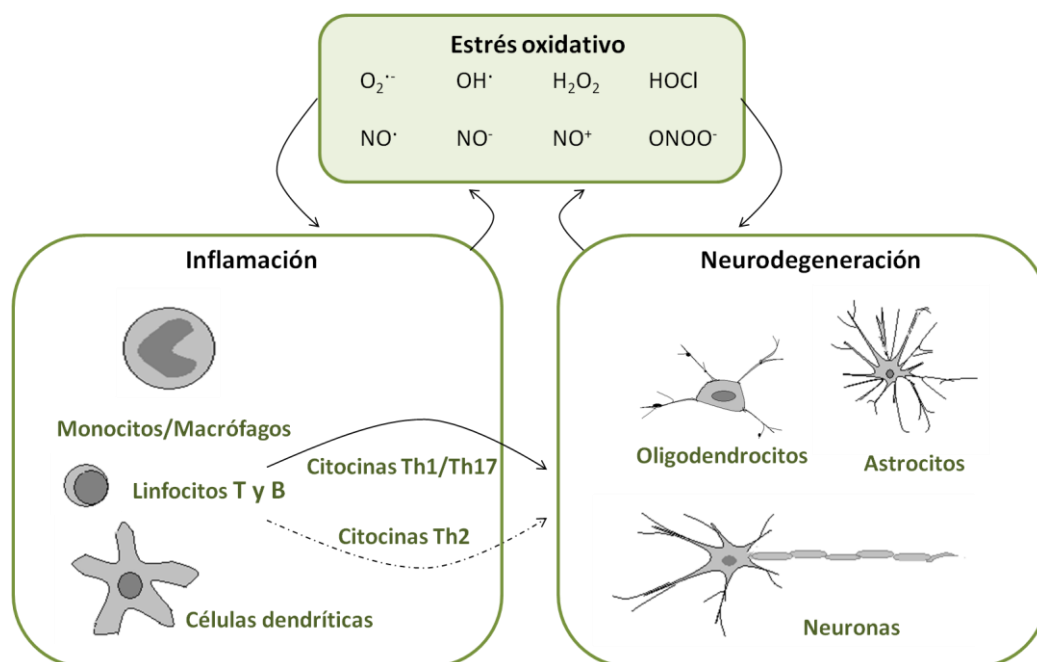 Estrés oxidativo
O₂˙⁻ OH˙ H₂O₂ HOCl
NO˙ NO⁻ NO⁺ ONOO⁻
Inflamación
Monocitos/Macrófagos
Linfocitos T y B
Células dendríticas
Citocinas Th1/Th17
Citocinas Th2
Neurodegeneración
Oligodendrocitos
Astrocitos
Neuronas